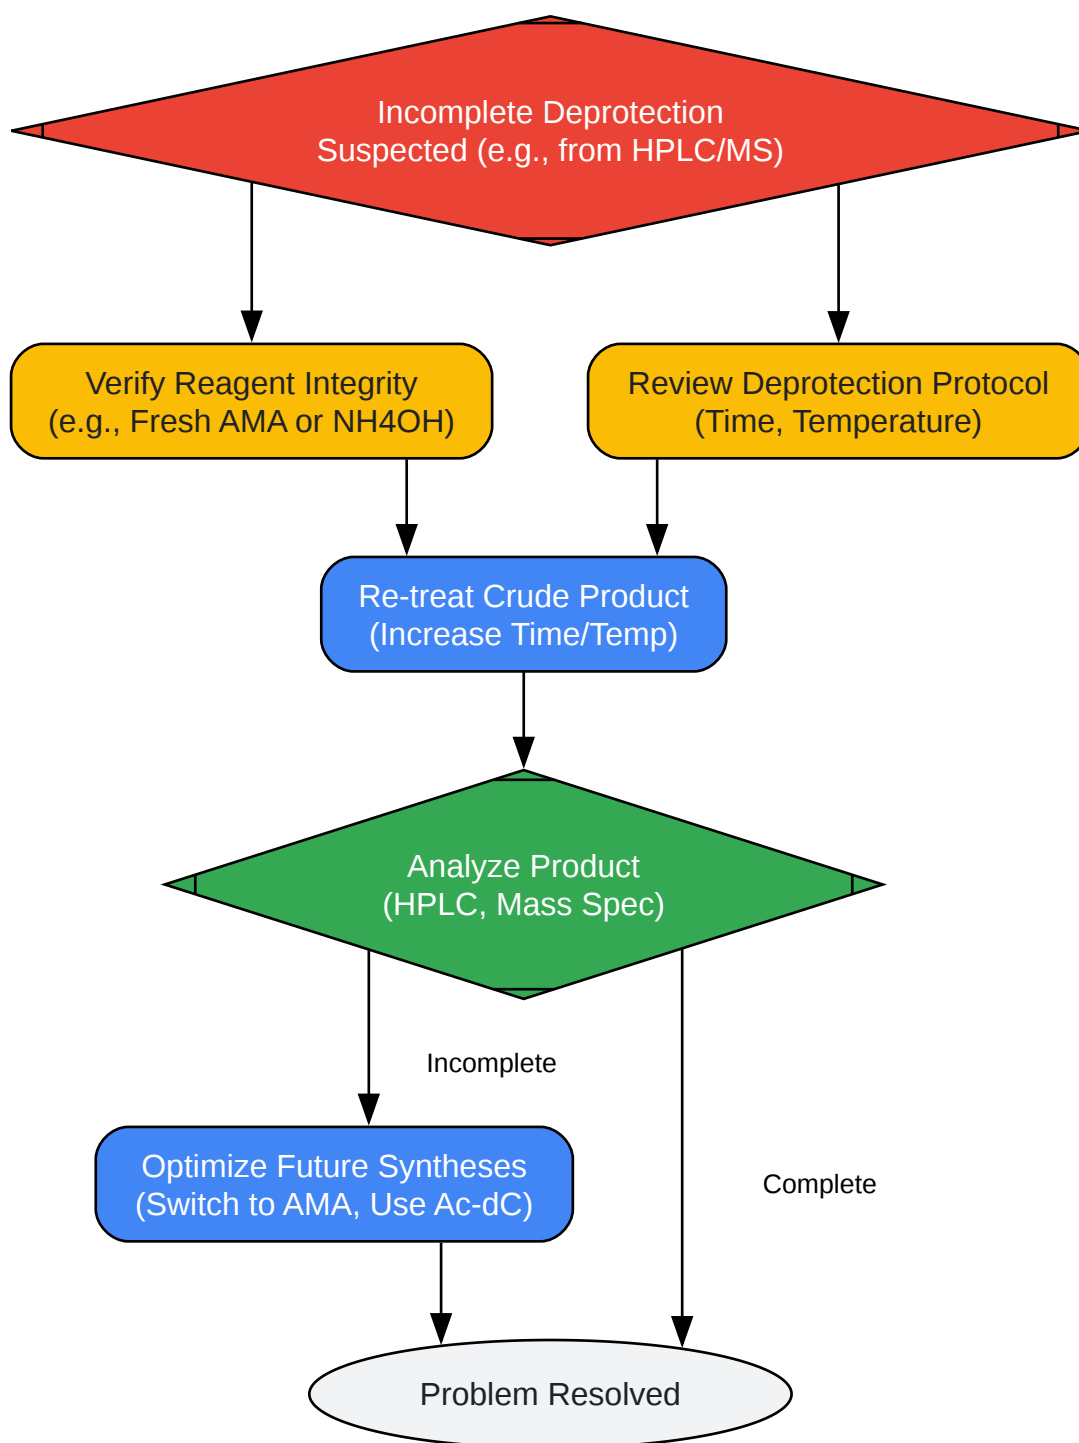 Incomplete Deprotection
Suspected (e.g., from HPLC/MS)
Verify Reagent Integrity
(e.g., Fresh AMA or NH4OH)
Review Deprotection Protocol
(Time, Temperature)
Re-treat Crude Product
(Increase Time/Temp)
Analyze Product
(HPLC, Mass Spec)
Incomplete
Optimize Future Syntheses
(Switch to AMA, Use Ac-dC)
Complete
Problem Resolved